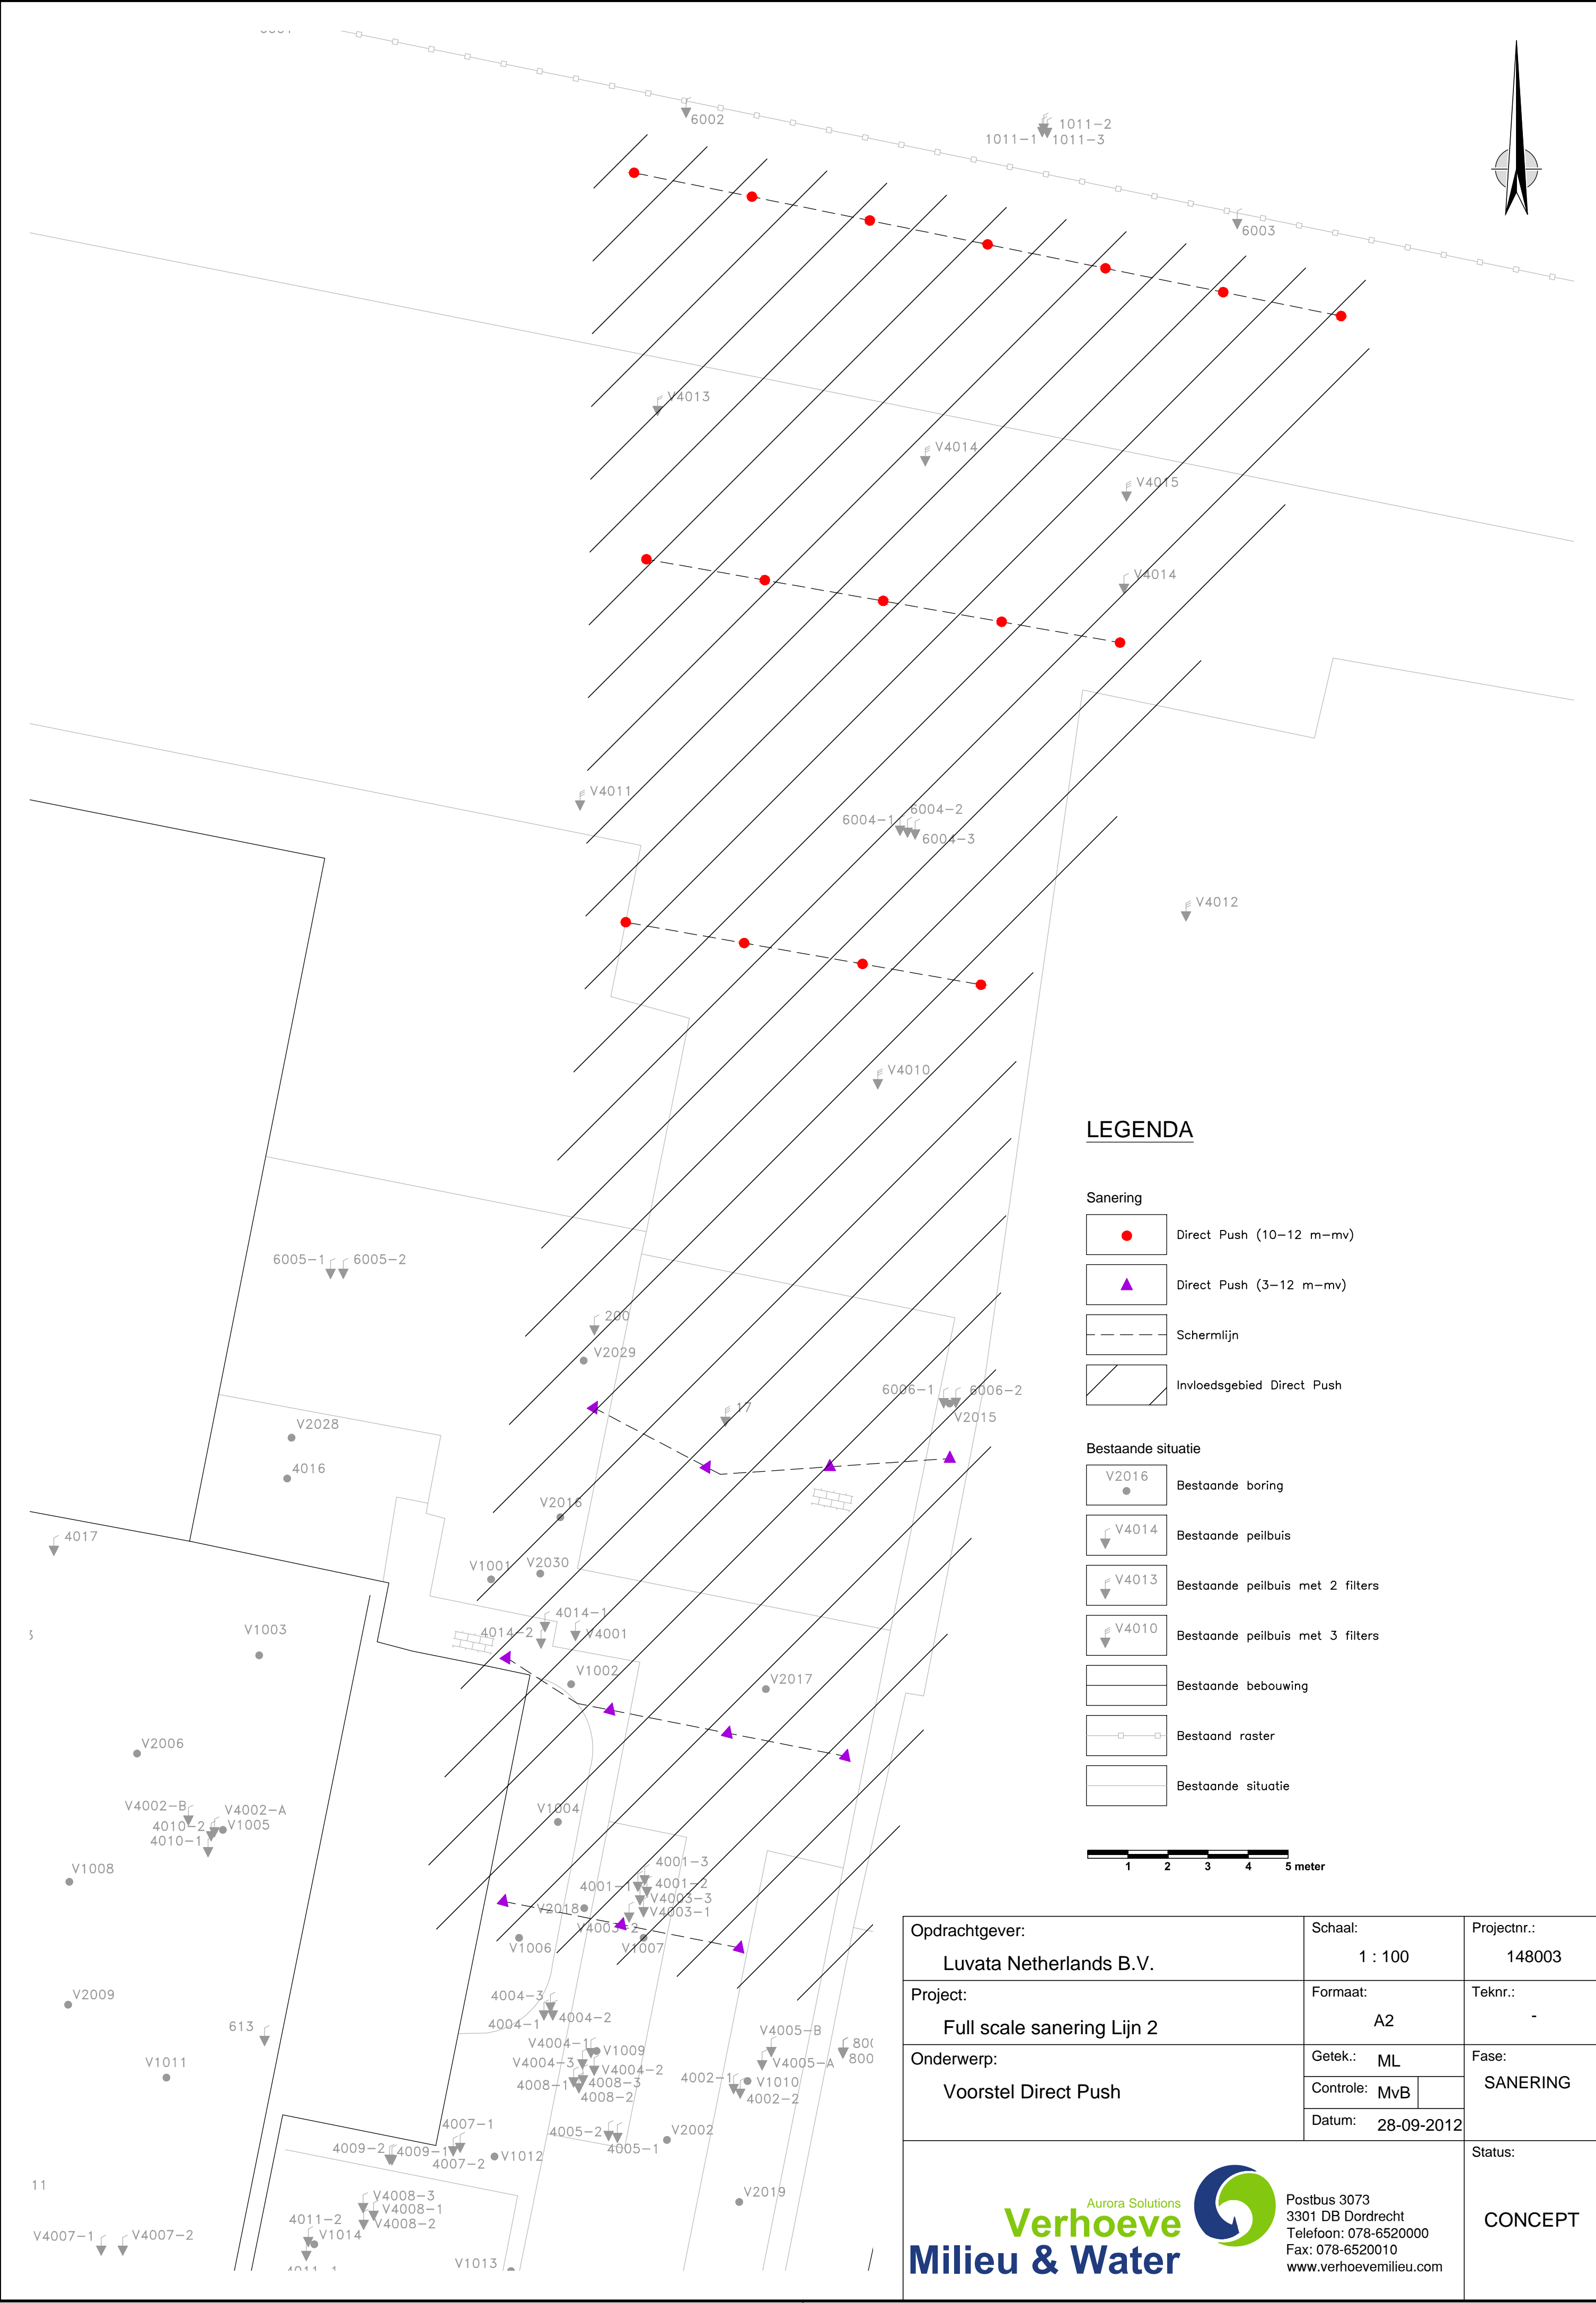 6002
1011-2
1011-1
1011-3
6003
V4013
V4014
V4015
V4014
V4011
6004-2
6004-1
6004-3
V4012
V4010
LEGENDA
Sanering
Direct Push (10-12 m-mv)
Direct Push (3-12 m-mv)
Schermlijn
Invloedsgebied Direct Push
Bestaande situatie
V2016
Bestaande boring
V4014
Bestaande peilbuis
V4013
Bestaande peilbuis met 2 filters
V4010
Bestaande peilbuis met 3 filters
Bestaande bebouwing
Bestaand raster
Bestaande situatie
1 2 3 4 5 meter
6005-1 6005-2
200
V2029
6006-1 6006-2
V2015
17
V2028
4016
V2016
4017
V1001 V2030
4014-1
4014-2 V4001
V1003
V1002
V2017
V2006
V4002-B V4002-A
4010-2 V1005
4010-1
V1004
V1008
4001-3
4001-1 4001-2
V4003-3
V2018 V4003-1
V4003-2
V1006 V1007
V2009
4004-3
4004-1 4004-2
613
V4005-B
V4004-1 V1009
V4005-A
V4004-3 V4004-2
800
800
V1011
4008-1 4008-3
4008-2
4002-1 V1010
4002-2
4007-1
4005-2
V2002
4009-2 4009-1
4005-1
4007-2 V1012
11
V4008-3
V4008-1
V4008-2
V2019
4011-2
V1014
V4007-1 V4007-2
4011-1
V1013
Opdrachtgever:
Luvata Netherlands B.V.
Schaal:
1 : 100
Projectnr.:
148003
Project:
Full scale sanering Lijn 2
Formaat:
A2
Teknr.:
-
Onderwerp:
Voorstel Direct Push
Getek.: ML
Controle: MvB
Datum: 28-09-2012
Fase:
SANERING
Status:
CONCEPT
Aurora Solutions
Verhoeve
Milieu & Water
Postbus 3073
3301 DB Dordrecht
Telefoon: 078-6520000
Fax: 078-6520010
www.verhoevemilieu.com